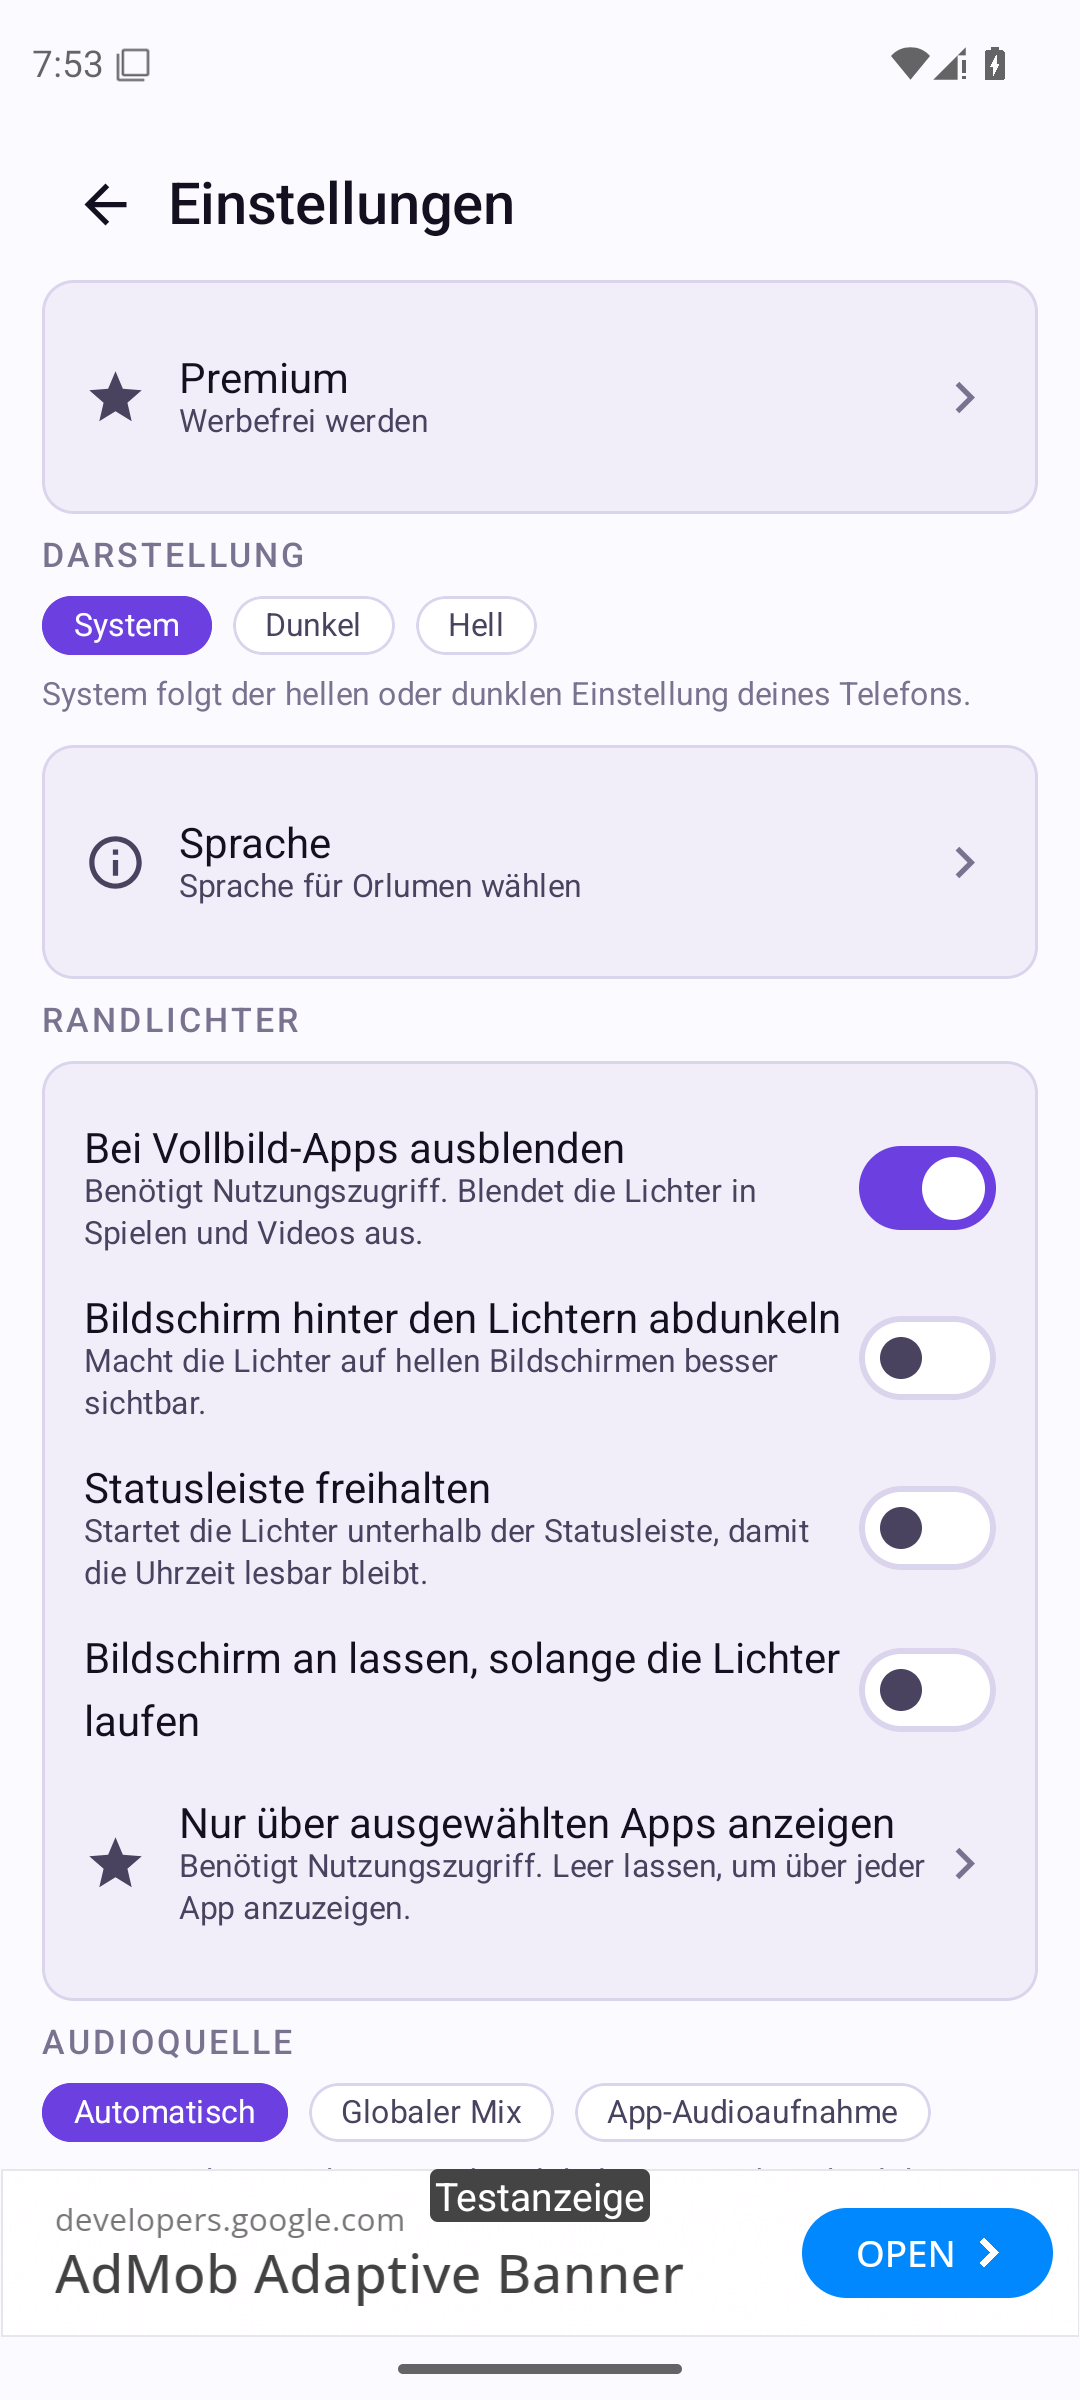 7:53
Einstellungen
Premium
Werbefrei werden
DARSTELLUNG
System
Dunkel
Hell
System folgt der hellen oder dunklen Einstellung deines Telefons.
Sprache
Sprache für Orlumen wählen
RANDLICHTER
Bei Vollbild-Apps ausblenden
Benötigt Nutzungszugriff. Blendet die Lichter in
Spielen und Videos aus.
Bildschirm hinter den Lichtern abdunkeln
Macht die Lichter auf hellen Bildschirmen besser
sichtbar.
Statusleiste freihalten
Startet die Lichter unterhalb der Statusleiste, damit
die Uhrzeit lesbar bleibt.
Bildschirm an lassen, solange die Lichter
laufen
Nur über ausgewählten Apps anzeigen
Benötigt Nutzungszugriff. Leer lassen, um über jeder
App anzuzeigen.
AUDIOQUELLE
Automatisch
Globaler Mix
App-Audioaufnahme
Testanzeige
developers.google.com
AdMob Adaptive Banner
OPEN